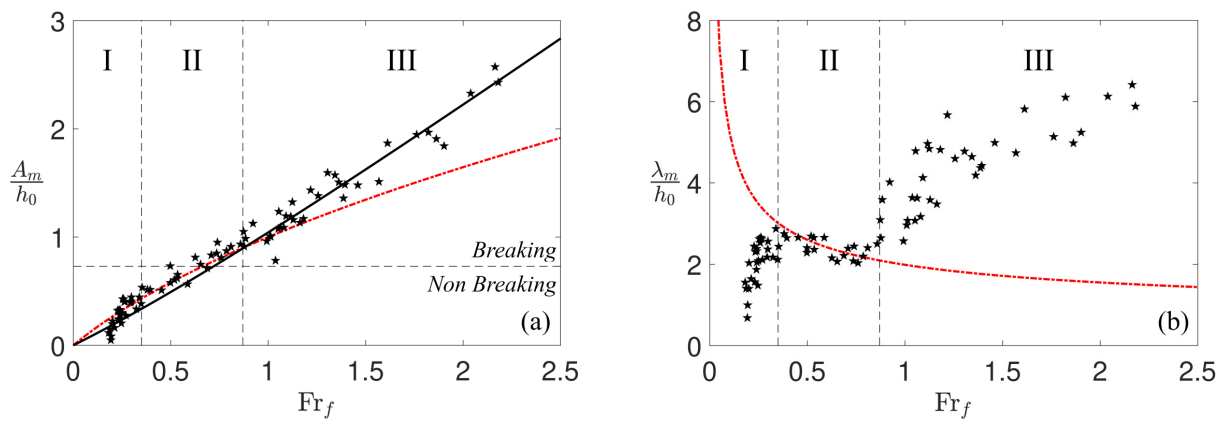 3
2
1
0
A_m/h_0
I
II
III
Breaking
Non Breaking
(a)
0 0.5 1 1.5 2 2.5
Fr_f
8
6
4
2
0
λ_m/h_0
I
II
III
(b)
0 0.5 1 1.5 2 2.5
Fr_f